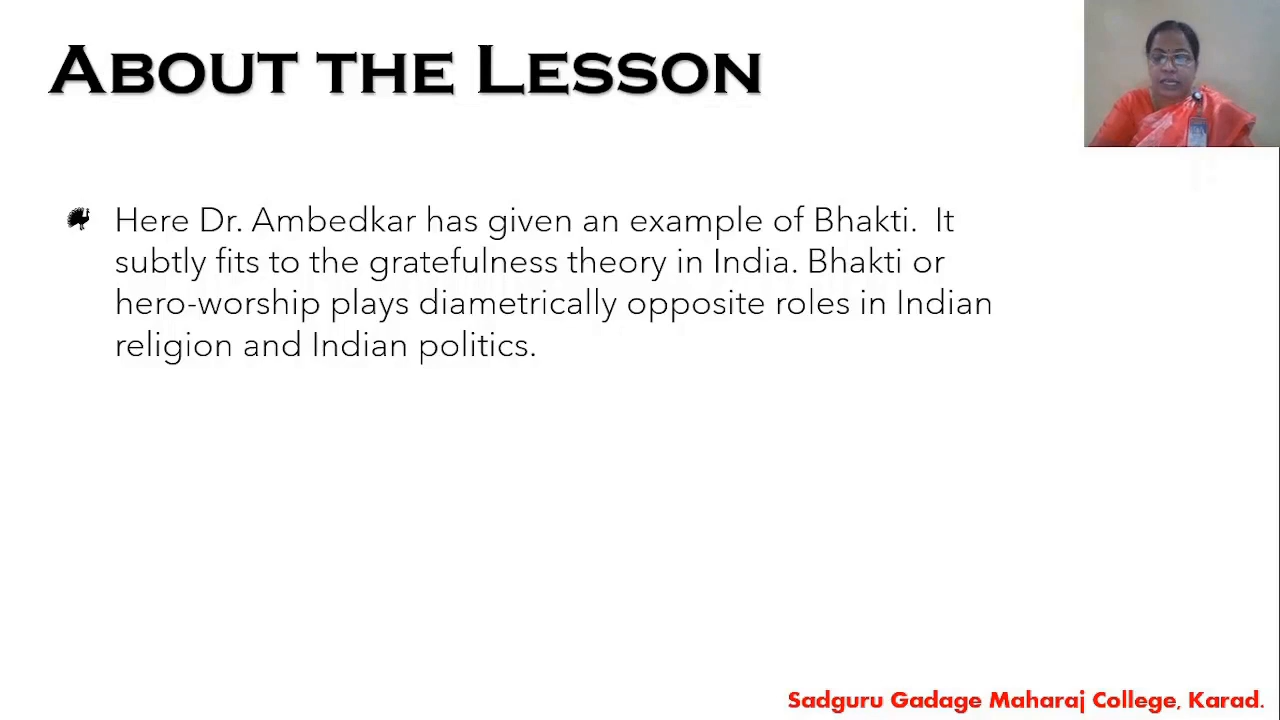 ABOUT THE LESSON
Here Dr. Ambedkar has given an example of Bhakti.  It
subtly fits to the gratefulness theory in India. Bhakti or
hero-worship plays diametrically opposite roles in Indian
religion and Indian politics.
Sadguru Gadage Maharaj College, Karad.